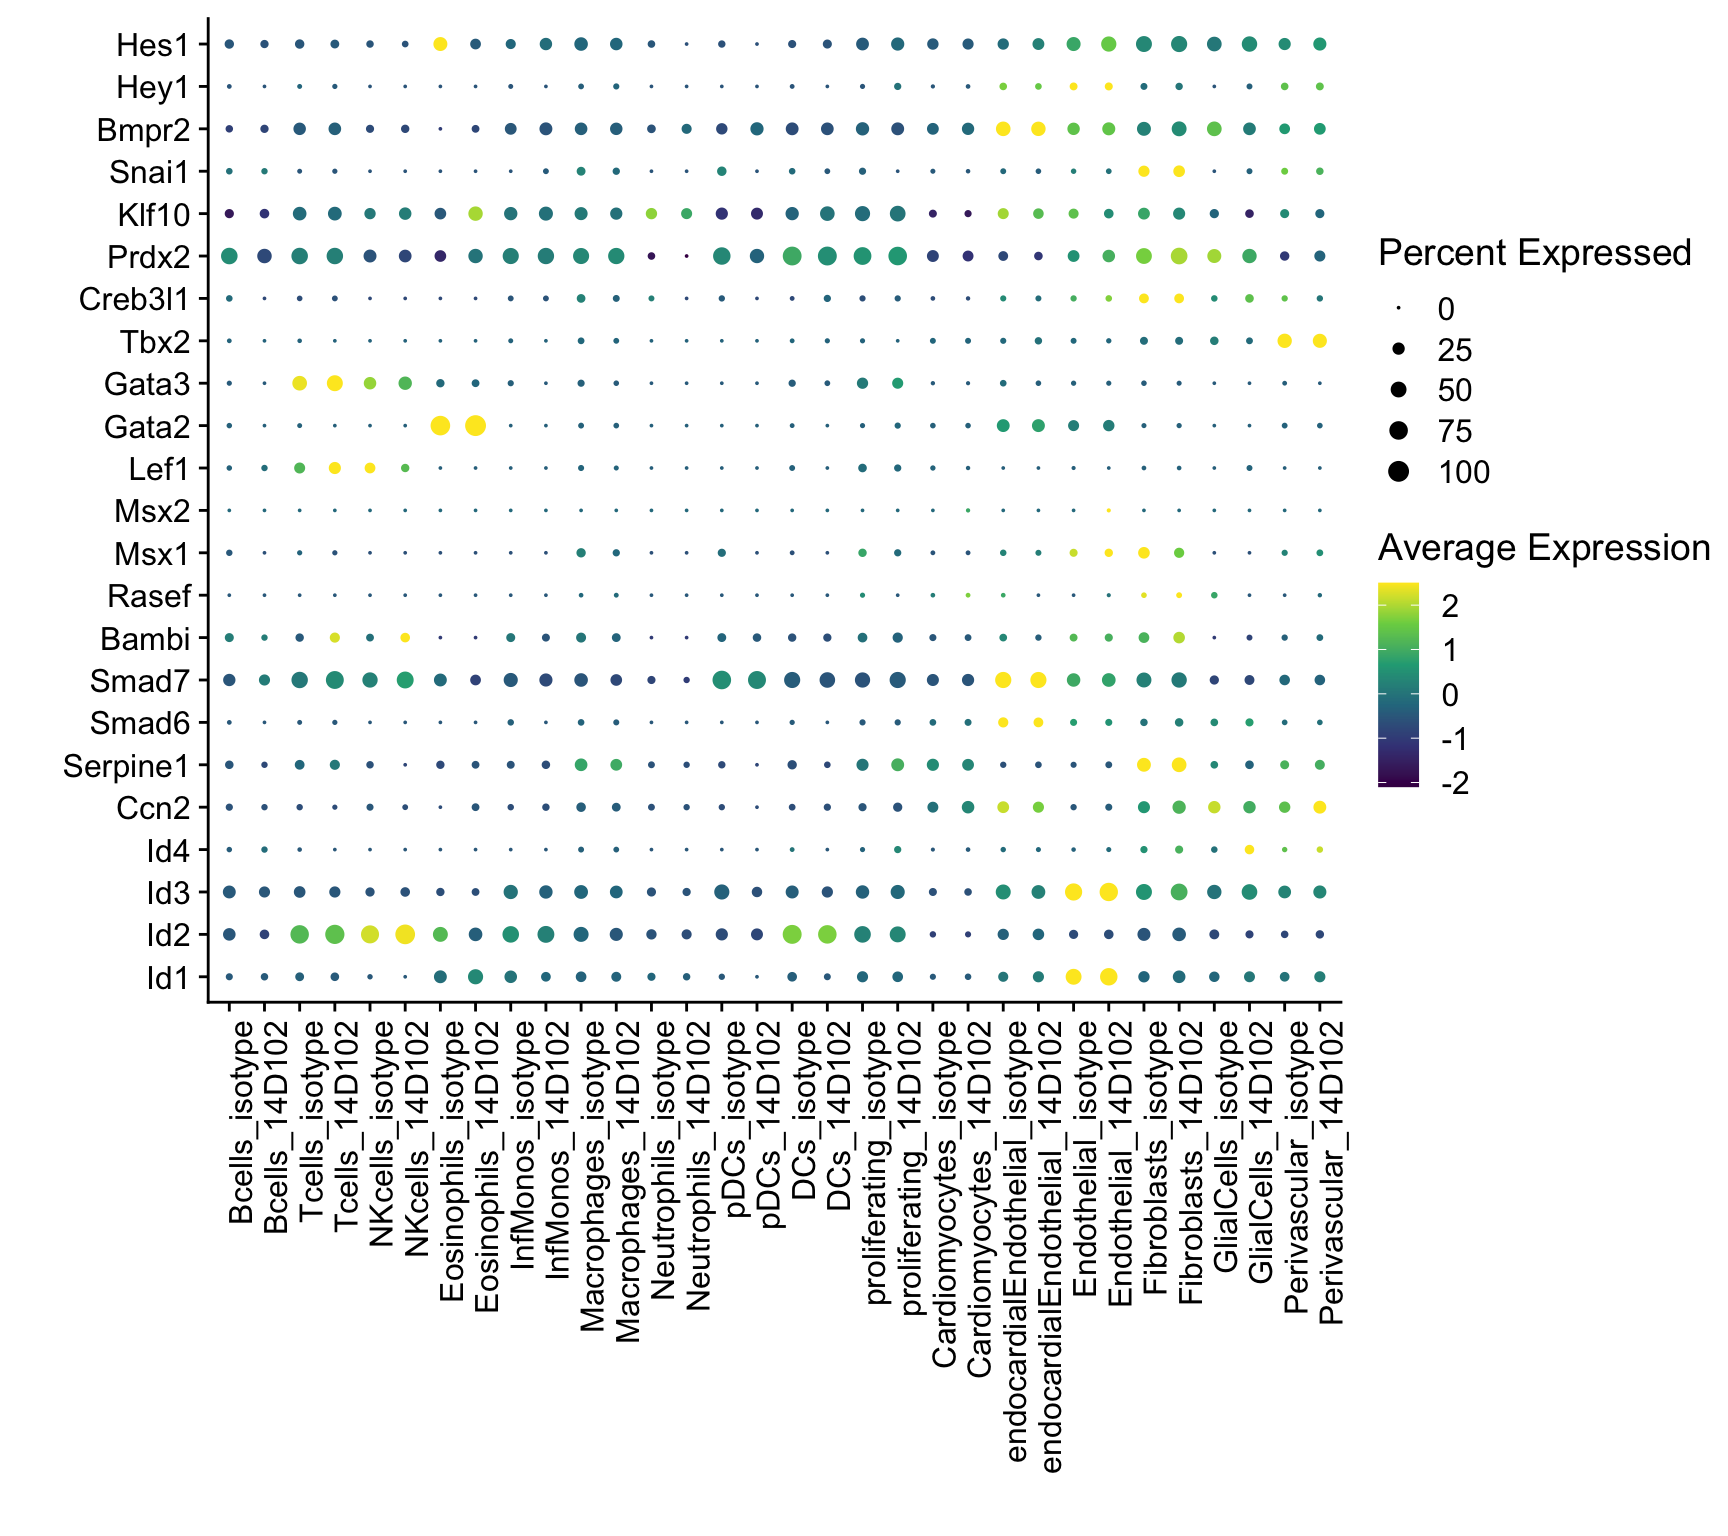 Hes1
Hey1
Bmpr2
Snai1
Klf10
Prdx2
Creb3l1
Tbx2
Gata3
Gata2
Lef1
Msx2
Msx1
Rasef
Bambi
Smad7
Smad6
Serpine1
Ccn2
Id4
Id3
Id2
Id1
Bcells_isotype
Bcells_14D102
Tcells_isotype
Tcells_14D102
NKcells_isotype
NKcells_14D102
Eosinophils_isotype
Eosinophils_14D102
InfMonos_isotype
InfMonos_14D102
Macrophages_isotype
Macrophages_14D102
Neutrophils_isotype
Neutrophils_14D102
pDCs_isotype
pDCs_14D102
DCs_isotype
DCs_14D102
proliferating_isotype
proliferating_14D102
Cardiomyocytes_isotype
Cardiomyocytes_14D102
endocardialEndothelial_isotype
endocardialEndothelial_14D102
Endothelial_isotype
Endothelial_14D102
Fibroblasts_isotype
Fibroblasts_14D102
GlialCells_isotype
GlialCells_14D102
Perivascular_isotype
Perivascular_14D102
Percent Expressed
0
25
50
75
100
Average Expression
2
1
0
-1
-2